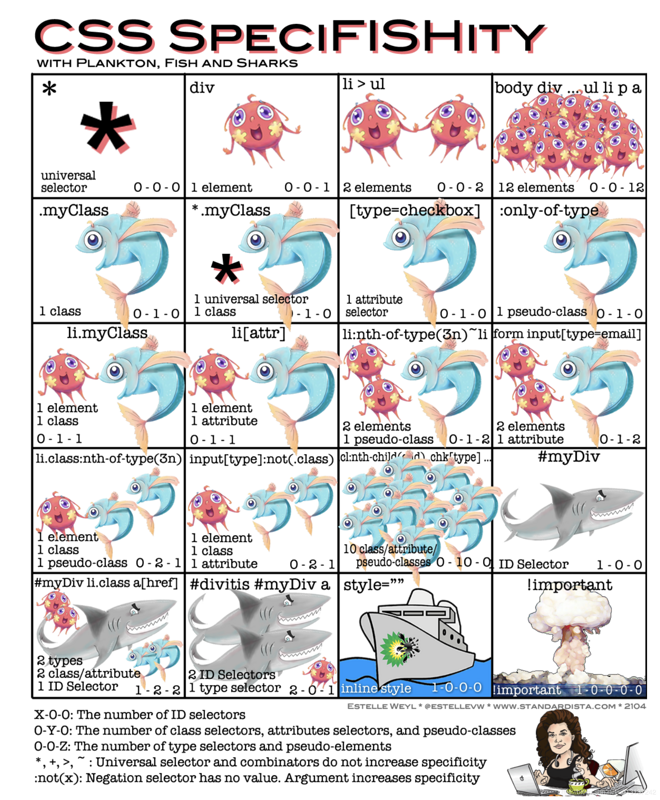 CSS SpeciFISHity
with Plankton, Fish and Sharks
*
*
universal
selector
0-0-0
div
1 element
0-0-1
li > ul
2 elements
0-0-2
body div ... ul li p a
12 elements
0-0-12
.myClass
1 class
0-1-0
*.myClass
*
1 universal selector
1 class
0-1-0
[type=checkbox]
1 attribute
selector
0-1-0
:only-of-type
1 pseudo-class
0-1-0
li.myClass
1 element
1 class
0-1-1
li[attr]
1 element
1 attribute
0-1-1
li:nth-of-type(3n)~li
2 elements
1 pseudo-class
0-1-2
form input[type=email]
2 elements
1 attribute
0-1-2
li.class:nth-of-type(3n)
1 element
1 class
1 pseudo-class
0-2-1
input[type]:not(.class)
1 element
1 class
1 attribute
0-2-1
chk[type] ...
10 class/attribute/
pseudo-classes
0-10-0
#myDiv
ID Selector
1-0-0
#myDiv li.class a[href]
2 types
2 class/attribute
1 ID Selector
1-2-2
#divitis #myDiv a
2 ID Selectors
1 type selector
2-0-1
style=””
inline style
1-0-0-0
!important
!important
1-0-0-0-0
Estelle Weyl * @estellevw * www.standardista.com * 2104
X-0-0: The number of ID selectors
0-Y-0: The number of class selectors, attributes selectors, and pseudo-classes
0-0-Z: The number of type selectors and pseudo-elements
*, +, >, ~ : Universal selector and combinators do not increase specificity
:not(x): Negation selector has no value. Argument increases specificity